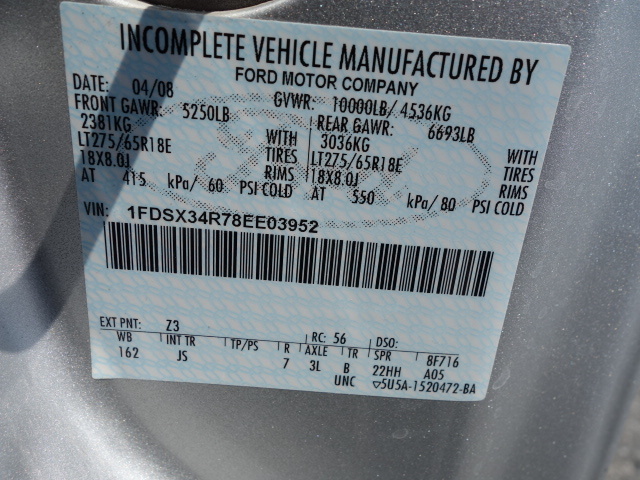 INCOMPLETE VEHICLE MANUFACTURED BY
FORD MOTOR COMPANY
DATE: 04/08 GVWR: 10000LB/ 4536KG
FRONT GAWR: 5250LB REAR GAWR: 6693LB
2381KG WITH 3036KG WITH
LT275/65R18E TIRES LT275/65R18E TIRES
18X8.0J RIMS 18X8.0J RIMS
AT 415 kPa/ 60 PSI COLD AT 550 kPa/ 80 PSI COLD
VIN: 1FDSX34R78EE03952
EXT PNT: Z3 RC: 56 DSO:
WB INT TR TP/PS R AXLE TR SPR 8F716
162 JS 7 3L B 22HH A05
UNC ▽5U5A-1520472-BA